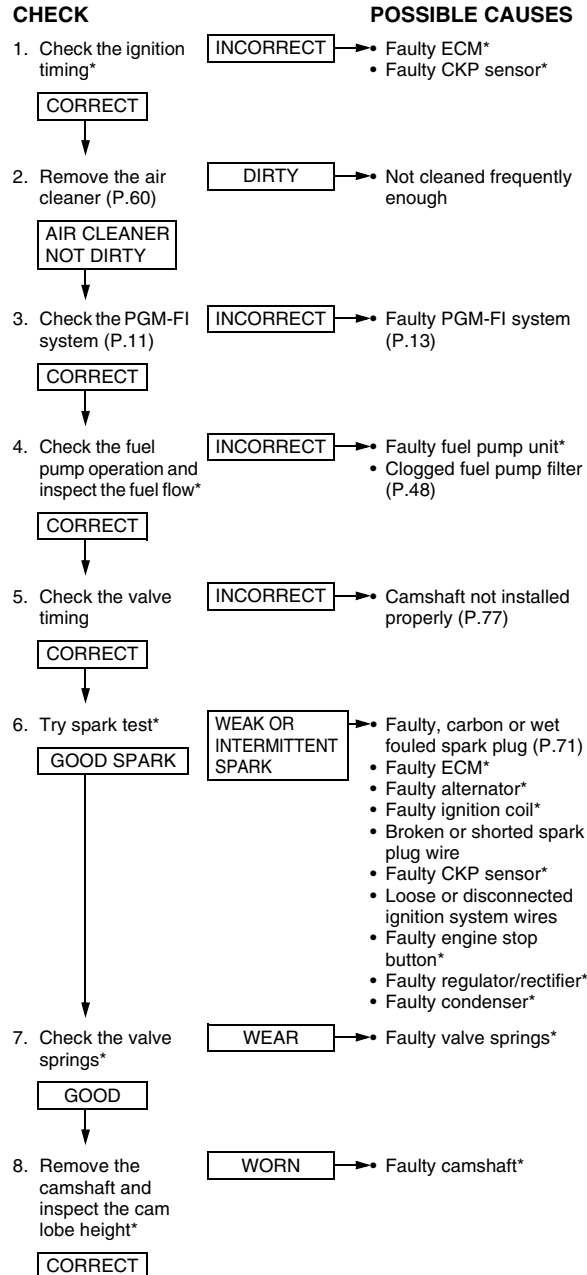 CHECK
POSSIBLE CAUSES
1. Check the ignition
timing*
INCORRECT
• Faulty ECM*
• Faulty CKP sensor*
CORRECT
2. Remove the air
cleaner (P.60)
DIRTY
• Not cleaned frequently
enough
AIR CLEANER
NOT DIRTY
3. Check the PGM-FI
system (P.11)
INCORRECT
• Faulty PGM-FI system
(P.13)
CORRECT
4. Check the fuel
pump operation and
inspect the fuel flow*
INCORRECT
• Faulty fuel pump unit*
• Clogged fuel pump filter
(P.48)
CORRECT
5. Check the valve
timing
INCORRECT
• Camshaft not installed
properly (P.77)
CORRECT
6. Try spark test*
GOOD SPARK
WEAK OR
INTERMITTENT
SPARK
• Faulty, carbon or wet
fouled spark plug (P.71)
• Faulty ECM*
• Faulty alternator*
• Faulty ignition coil*
• Broken or shorted spark
plug wire
• Faulty CKP sensor*
• Loose or disconnected
ignition system wires
• Faulty engine stop
button*
• Faulty regulator/rectifier*
• Faulty condenser*
7. Check the valve
springs*
WEAR
• Faulty valve springs*
GOOD
8. Remove the
camshaft and
inspect the cam
lobe height*
WORN
• Faulty camshaft*
CORRECT